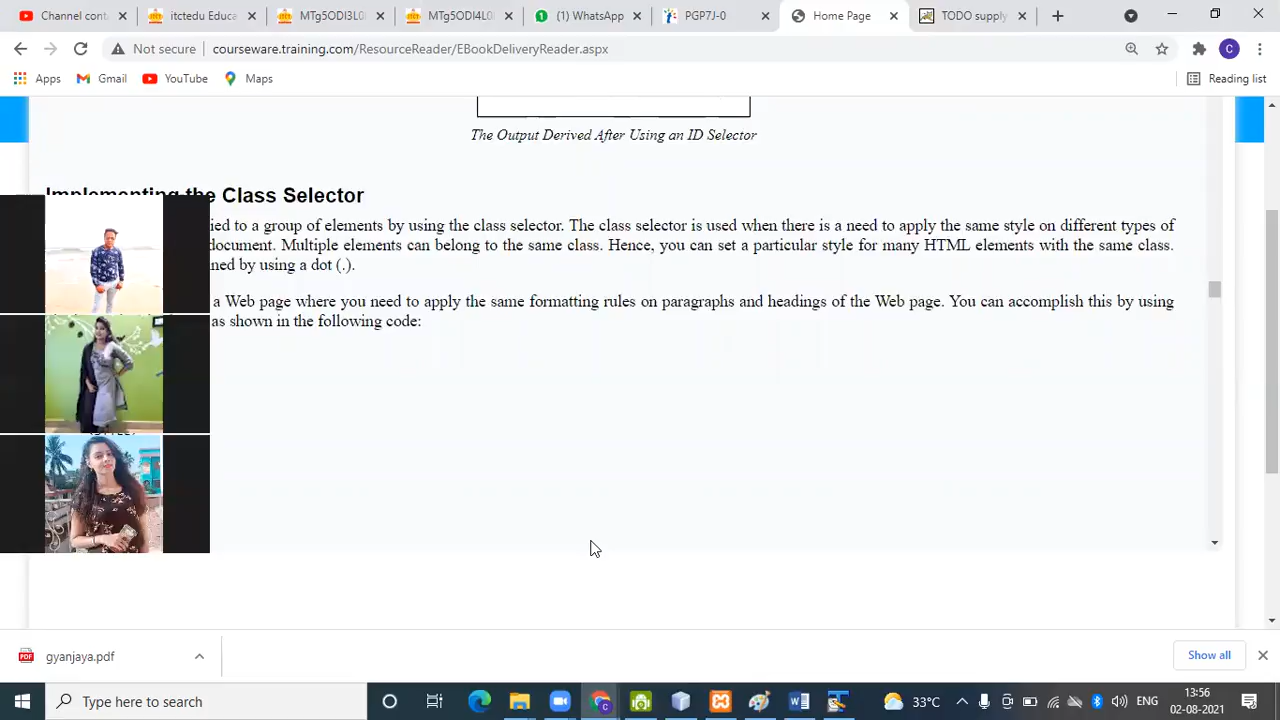 Channel cont
itctedu Educa
MTg5ODI3L0
MTg5ODI4L0
(1) WhatsApp
PGP7J-0
Home Page
TODO supply
Not secure courseware.training.com/ResourceReader/EBookDeliveryReader.aspx
Apps Gmail YouTube Maps Reading list
The Output Derived After Using an ID Selector
Implementing the Class Selector
to a group of elements by using the class selector. The class selector is used when there is a need to apply the same style on different types of
document. Multiple elements can belong to the same class. Hence, you can set a particular style for many HTML elements with the same class.
by using a dot (.).
a Web page where you need to apply the same formatting rules on paragraphs and headings of the Web page. You can accomplish this by using
as shown in the following code:
gyanjaya.pdf
Show all
Type here to search
33°C
ENG
13:56
02-08-2021